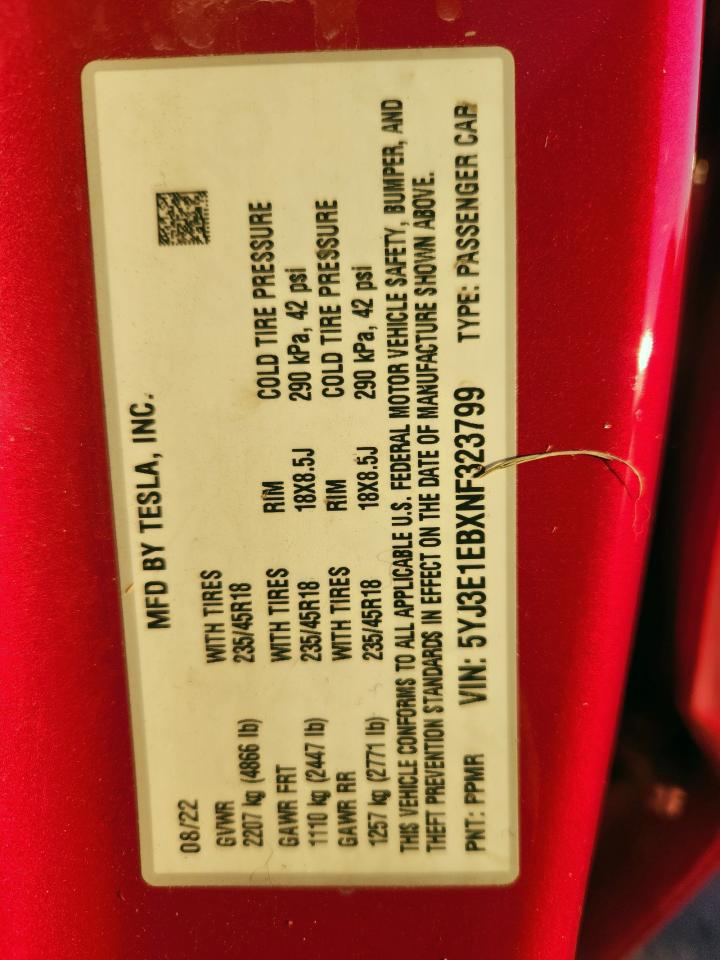 MFD BY TESLA, INC.
08/22
GVWR WITH TIRES
2207 kg (4866 lb) 235/45R18
GAWR FRT WITH TIRES RIM COLD TIRE PRESSURE
1110 kg (2447 lb) 235/45R18 18X8.5J 290 kPa, 42 psi
GAWR RR WITH TIRES RIM COLD TIRE PRESSURE
1257 kg (2771 lb) 235/45R18 18X8.5J 290 kPa, 42 psi
THIS VEHICLE CONFORMS TO ALL APPLICABLE U.S. FEDERAL MOTOR VEHICLE SAFETY, BUMPER, AND
THEFT PREVENTION STANDARDS IN EFFECT ON THE DATE OF MANUFACTURE SHOWN ABOVE.
PNT: PPMR VIN: 5YJ3E1EBXNF323799 TYPE: PASSENGER CAR